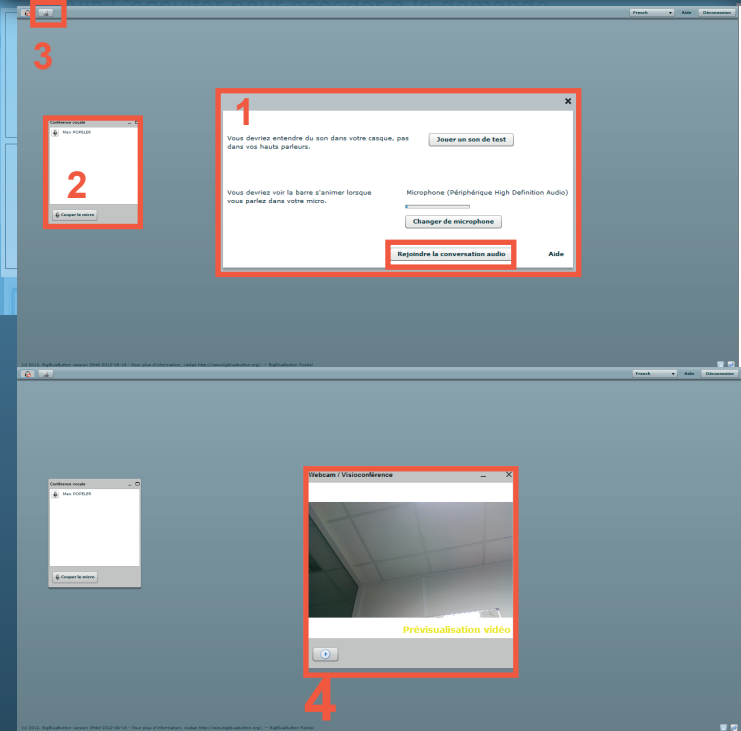 French
Aide
Déconnexion
3
1
Vous devriez entendre du son dans votre casque, pas
dans vos hauts parleurs.
Jouer un son de test
Conférence vocale
Max POPILER
2
Couper le micro
Vous devriez voir la barre s'animer lorsque
vous parlez dans votre micro.
Microphone (Périphérique High Definition Audio)
Changer de microphone
Rejoindre la conversation audio
Aide
French
Aide
Déconnexion
Webcam / Visioconférence
Conférence vocale
Max POPILER
Couper le micro
Prévisualisation vidéo
4